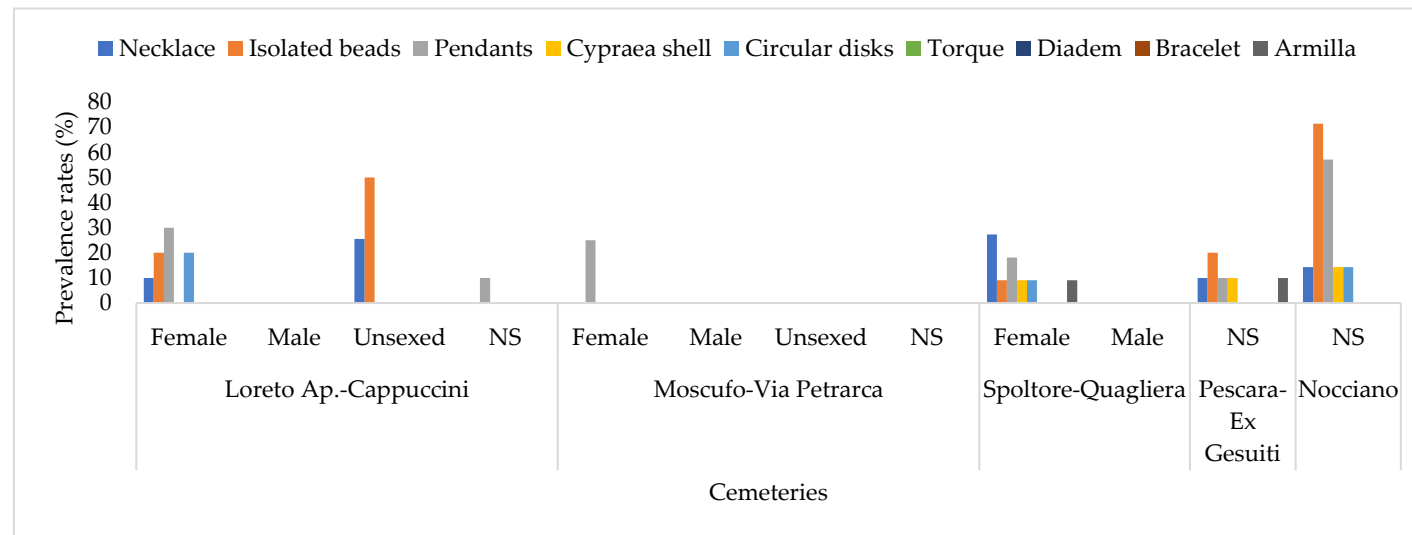 Necklace Isolated beads Pendants Cypraea shell Circular disks Torque Diadem Bracelet Armilla
Prevalence rates (%)
80
70
60
50
40
30
20
10
0
Female Male Unsexed NS Female Male Unsexed NS Female Male NS NS
Loreto Ap.-Cappuccini Moscufo-Via Petrarca Spoltore-Quagliera Pescara- Nocciano
Ex
Gesuiti
Cemeteries